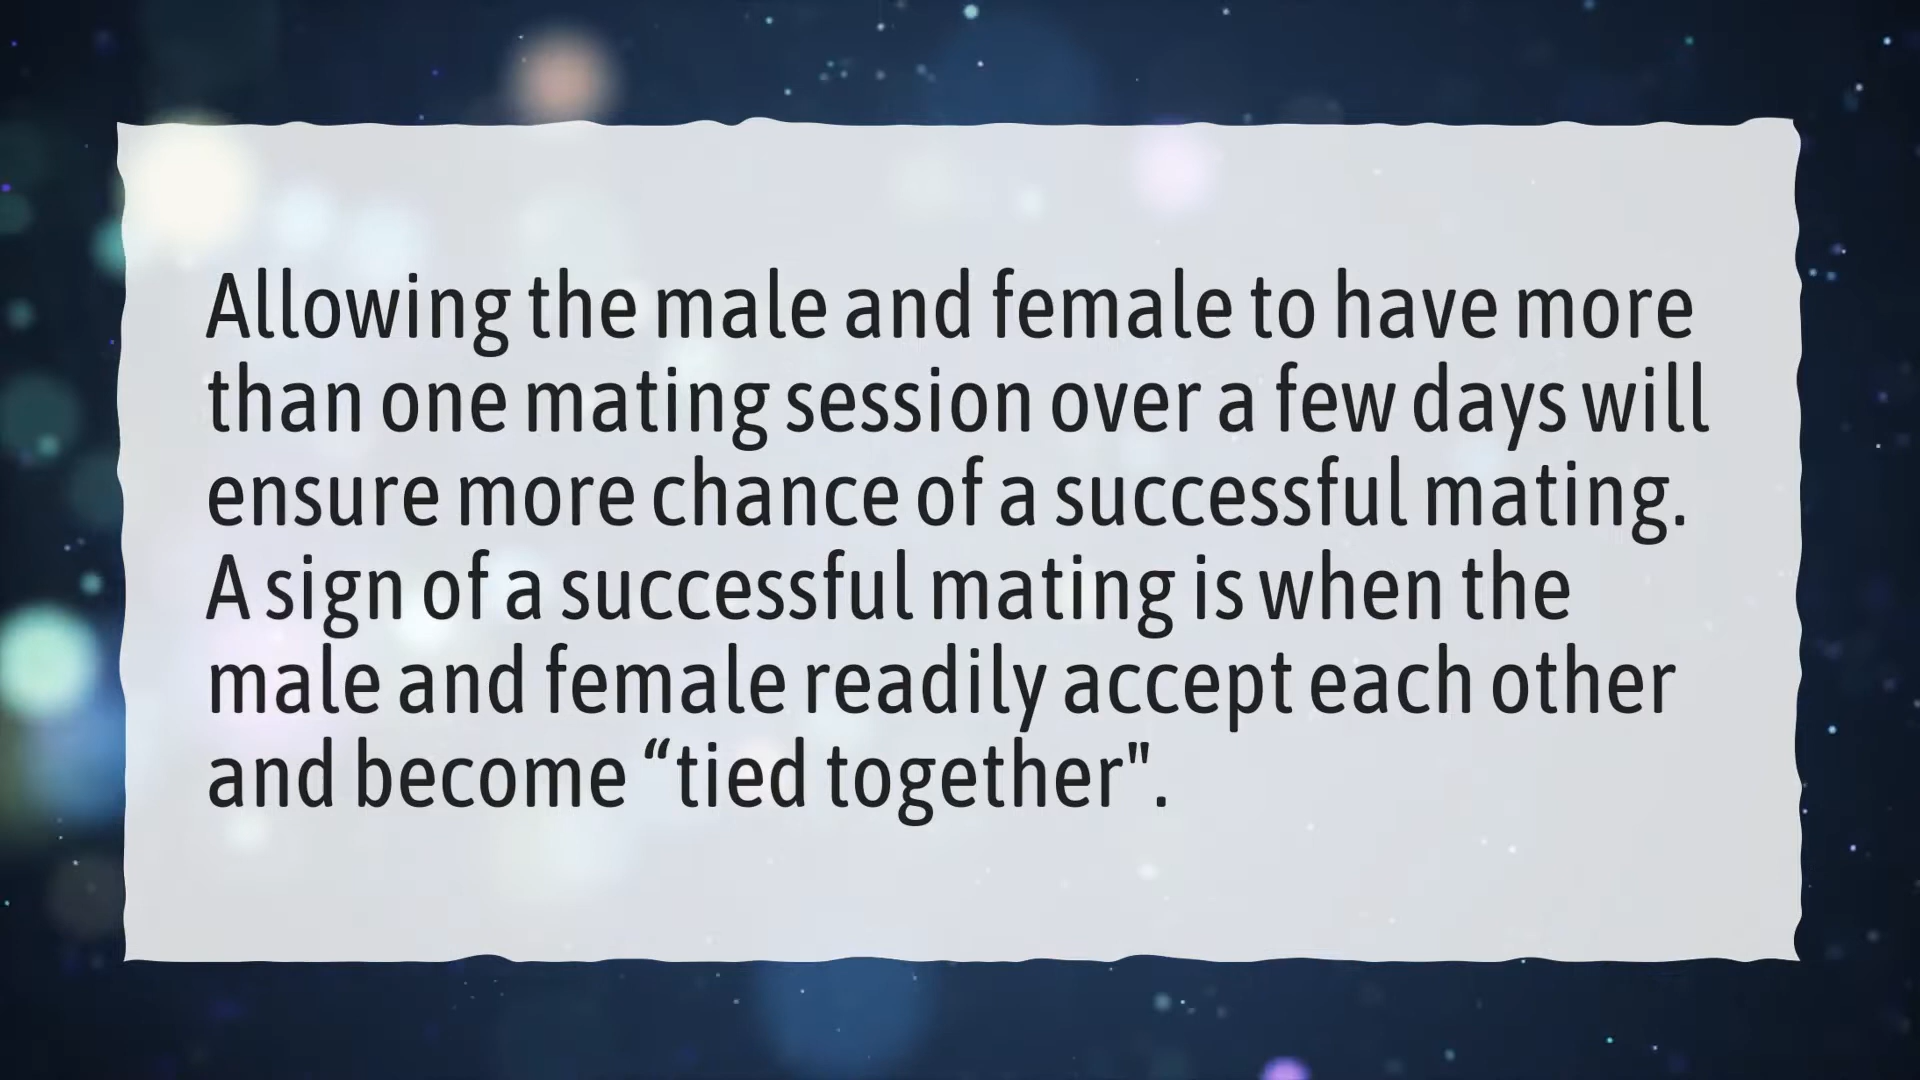 Allowing the male and female to have more
than one mating session over a few days will
ensure more chance of a successful mating.
A sign of a successful mating is when the
male and female readily accept each other
and become “tied together".